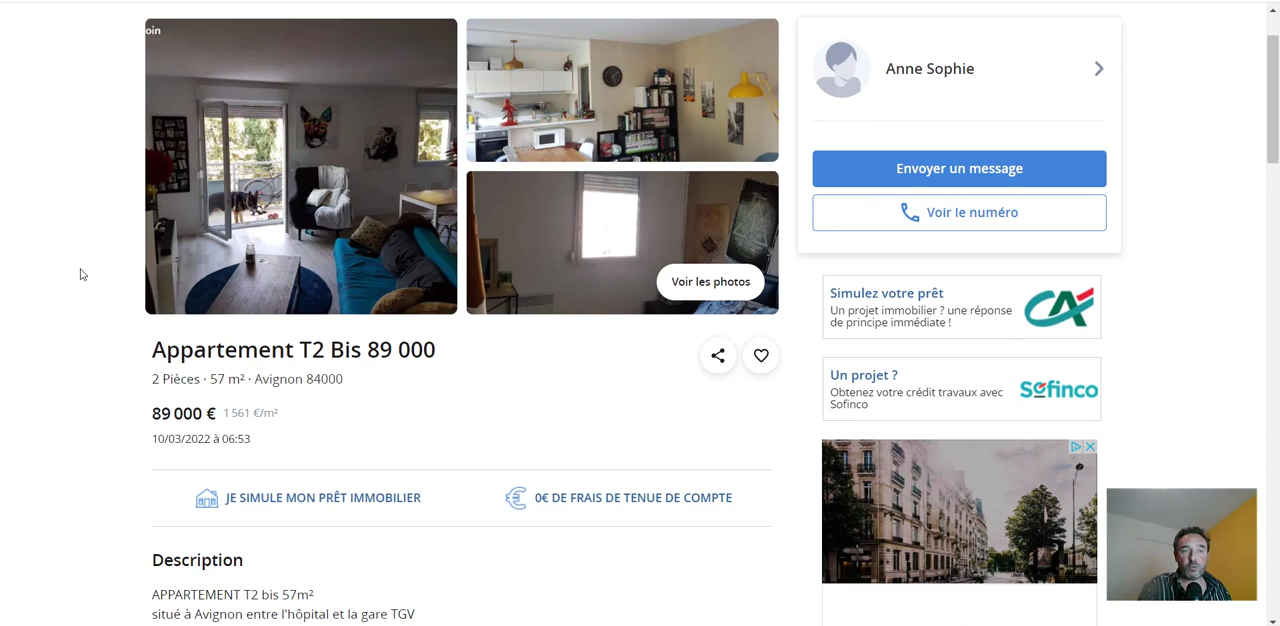 oin
Voir les photos
Anne Sophie
Envoyer un message
Voir le numéro
Appartement T2 Bis 89 000
2 Pièces · 57 m² · Avignon 84000
89 000 € 1 561 €/m²
10/03/2022 à 06:53
JE SIMULE MON PRÊT IMMOBILIER
0€ DE FRAIS DE TENUE DE COMPTE
Description
APPARTEMENT T2 bis 57m²
situé à Avignon entre l'hôpital et la gare TGV
Simulez votre prêt
Un projet immobilier ? une réponse
de principe immédiate !
CA
Un projet ?
Obtenez votre crédit travaux avec
Sofinco
Sofinco